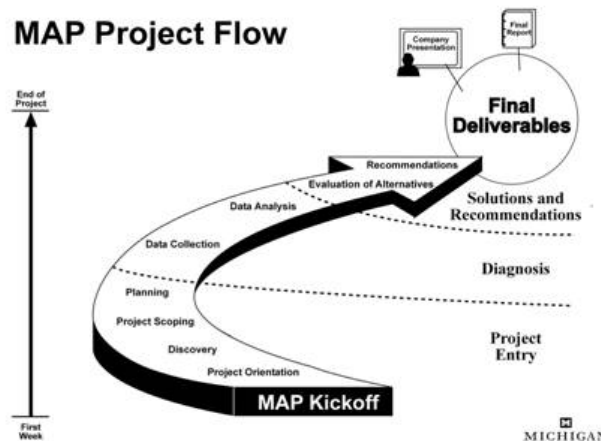 MAP Project Flow
Company
Presentation
Final
Report
End of
Project
Final
Deliverables
Recommendations
Evaluation of Alternatives
Solutions and
Recommendations
Data Analysis
Data Collection
Diagnosis
Planning
Project Scoping
Discovery
Project Orientation
Project
Entry
MAP Kickoff
First
Week
M
MICHIGAN